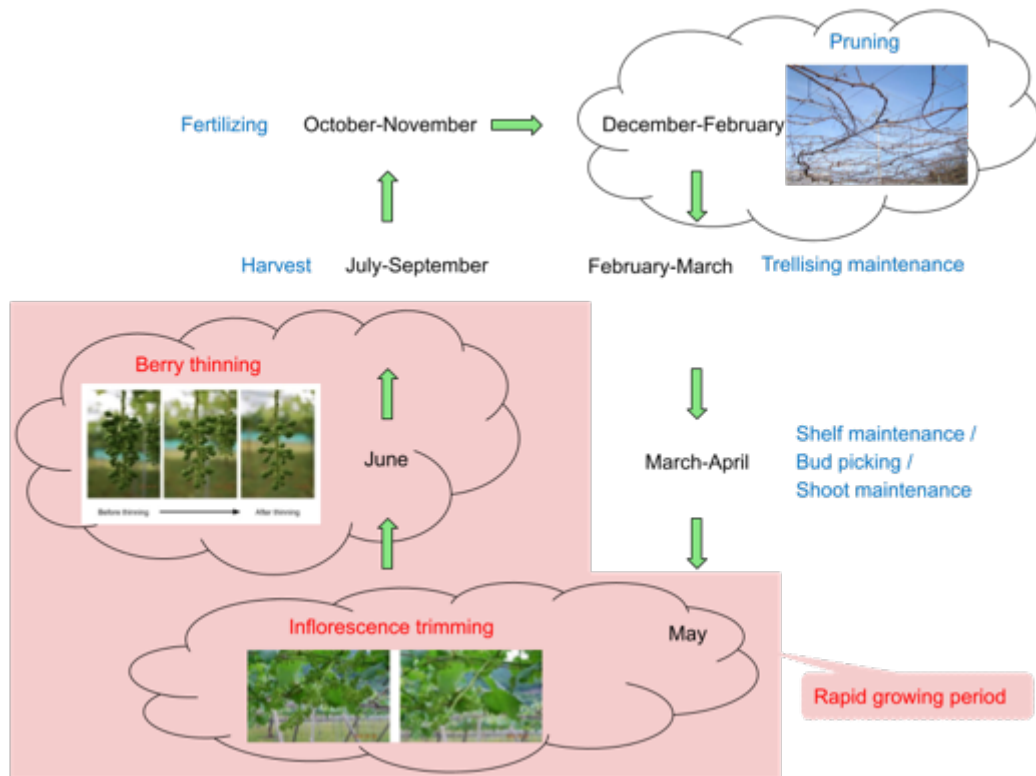 Pruning
Fertilizing
October-November
December-February
Harvest
July-September
February-March
Trellising maintenance
Berry thinning
Before thinning
After thinning
June
March-April
Shelf maintenance /
Bud picking /
Shoot maintenance
Inflorescence trimming
May
Rapid growing period